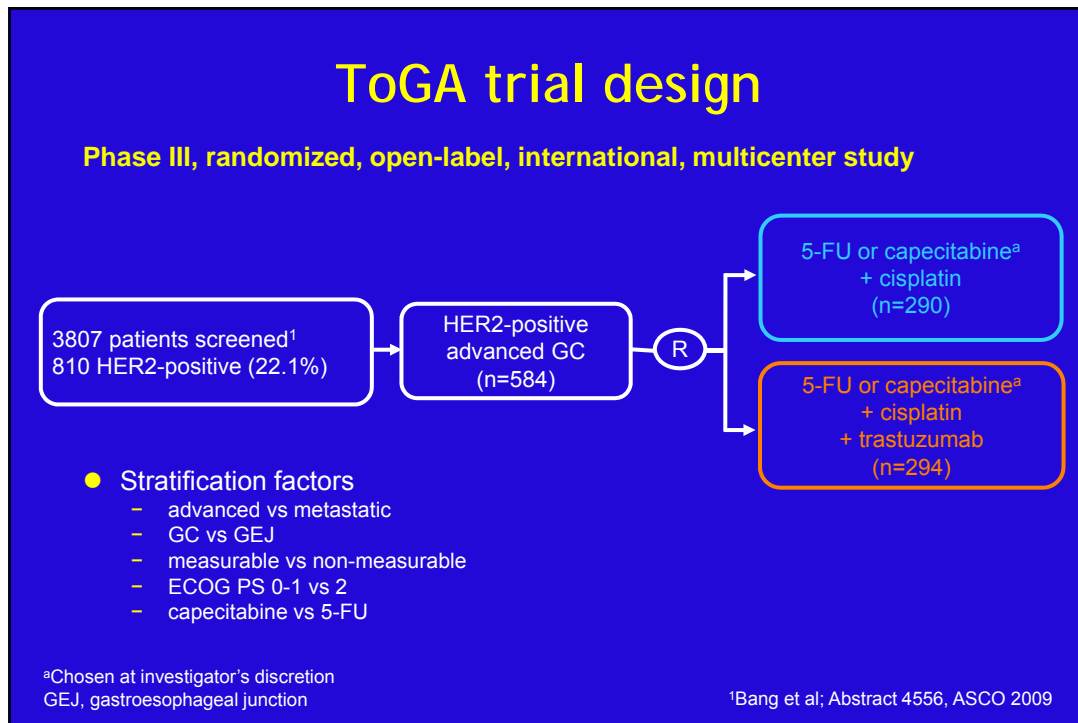 ToGA trial design
Phase III, randomized, open-label, international, multicenter study
3807 patients screened¹
810 HER2-positive (22.1%)
HER2-positive
advanced GC
(n=584)
R
5-FU or capecitabineᵃ
+ cisplatin
(n=290)
5-FU or capecitabineᵃ
+ cisplatin
+ trastuzumab
(n=294)
● Stratification factors
− advanced vs metastatic
− GC vs GEJ
− measurable vs non-measurable
− ECOG PS 0-1 vs 2
− capecitabine vs 5-FU
ᵃChosen at investigator’s discretion
GEJ, gastroesophageal junction
¹Bang et al; Abstract 4556, ASCO 2009